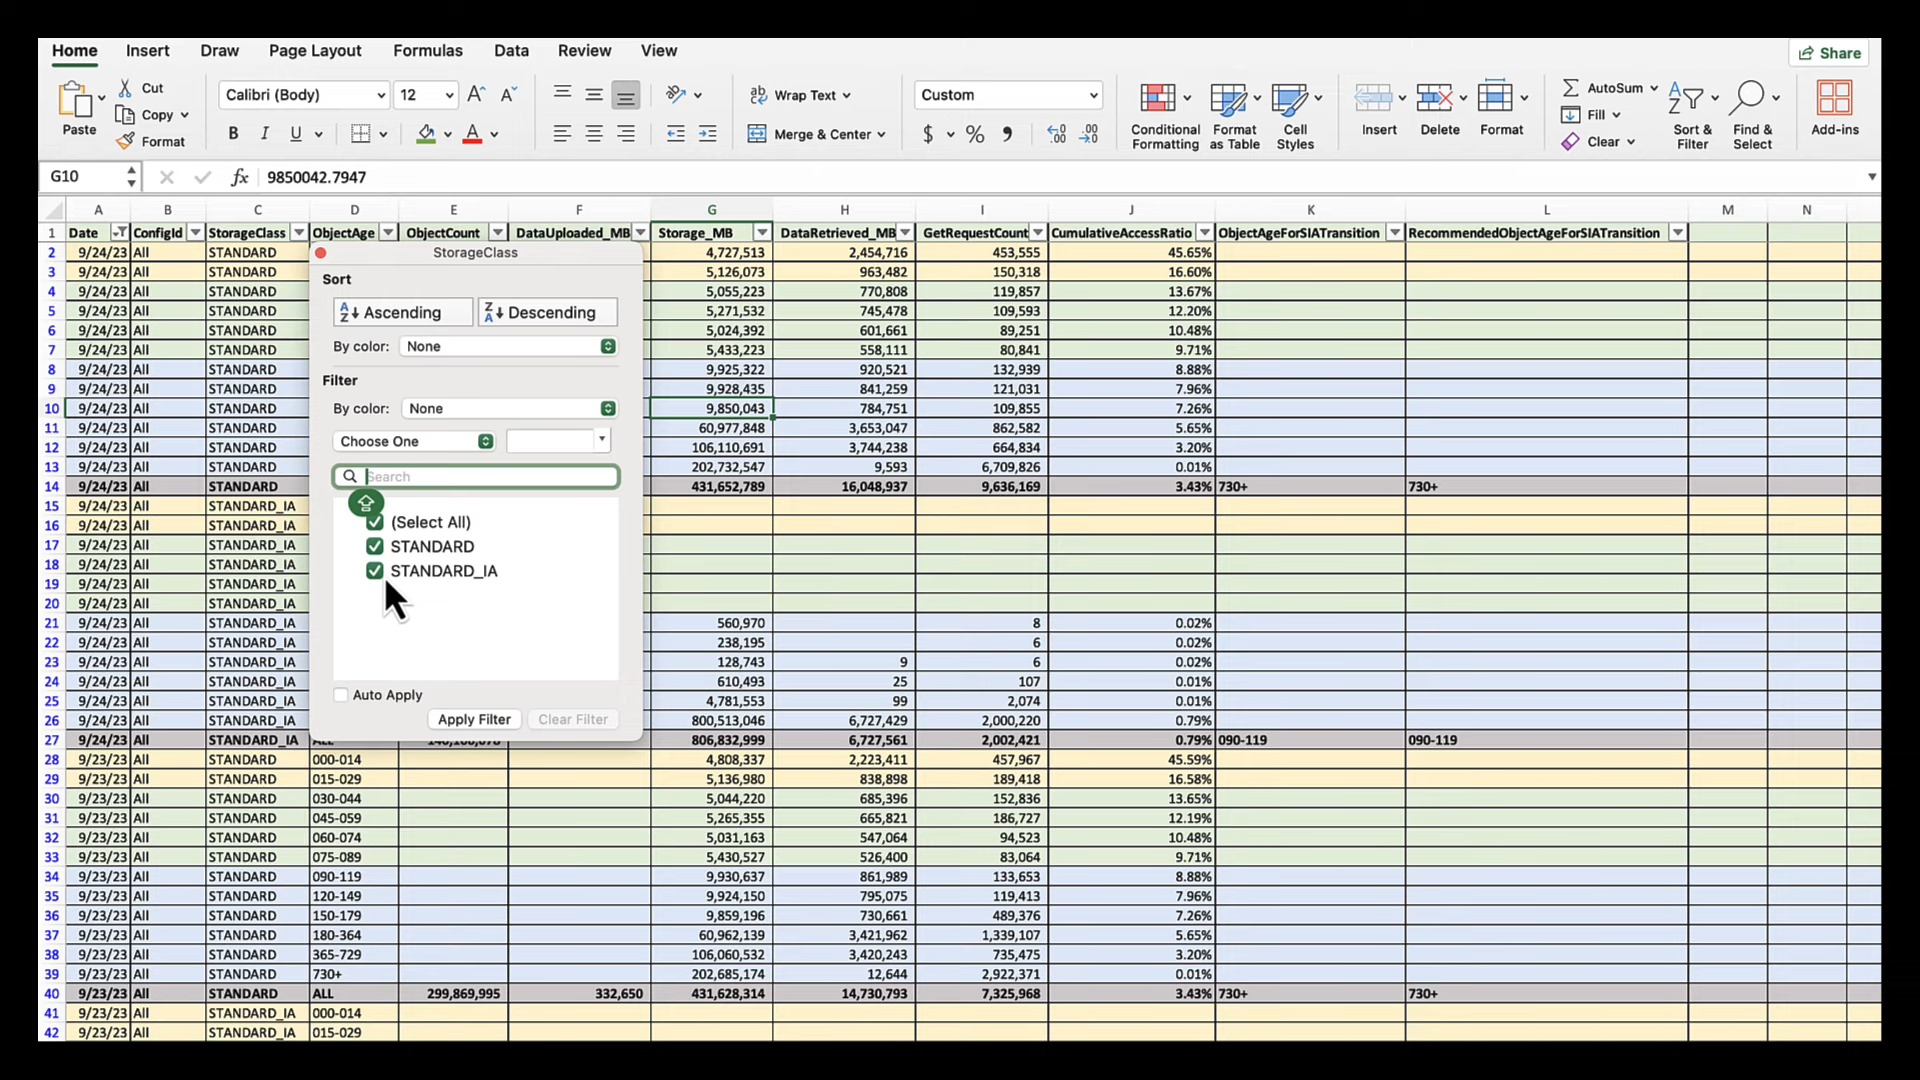 Home Insert Draw Page Layout Formulas Data Review View Share
Cut
Copy
Format
Paste
Calibri (Body) 12
B I U A
Wrap Text
Merge & Center
Custom
$ %
Conditional Formatting
Format as Table
Cell Styles
Insert Delete Format
AutoSum
Fill
Clear
Sort & Filter
Find & Select
Add-ins
G10 fx 9850042.7947
A B C D E F G H I J K L M N
1 Date ConfigId StorageClass ObjectAge ObjectCount DataUploaded_MB Storage_MB DataRetrieved_MB GetRequestCount CumulativeAccessRatio ObjectAgeForSIATransition RecommendedObjectAgeForSIATransition
2 9/24/23 All STANDARD 4,727,513 2,454,716 453,555 45.65%
3 9/24/23 All STANDARD 5,126,073 963,482 150,318 16.60%
4 9/24/23 All STANDARD 5,055,223 770,808 119,857 13.67%
5 9/24/23 All STANDARD 5,271,532 745,478 109,593 12.20%
6 9/24/23 All STANDARD 5,024,392 601,661 89,251 10.48%
7 9/24/23 All STANDARD 5,433,223 558,111 80,841 9.71%
8 9/24/23 All STANDARD 9,925,322 920,521 132,939 8.88%
9 9/24/23 All STANDARD 9,928,435 841,259 121,031 7.96%
10 9/24/23 All STANDARD 9,850,043 784,751 109,855 7.26%
11 9/24/23 All STANDARD 60,977,848 3,653,047 862,582 5.65%
12 9/24/23 All STANDARD 106,110,691 3,744,238 664,834 3.20%
13 9/24/23 All STANDARD 202,732,547 9,593 6,709,826 0.01%
14 9/24/23 All STANDARD 431,652,789 16,048,937 9,636,169 3.43% 730+ 730+
15 9/24/23 All STANDARD_IA
16 9/24/23 All STANDARD_IA
17 9/24/23 All STANDARD_IA
18 9/24/23 All STANDARD_IA
19 9/24/23 All STANDARD_IA
20 9/24/23 All STANDARD_IA
21 9/24/23 All STANDARD_IA 560,970 8 0.02%
22 9/24/23 All STANDARD_IA 238,195 6 0.02%
23 9/24/23 All STANDARD_IA 128,743 9 6 0.02%
24 9/24/23 All STANDARD_IA 610,493 25 107 0.01%
25 9/24/23 All STANDARD_IA 4,781,553 99 2,074 0.01%
26 9/24/23 All STANDARD_IA 800,513,046 6,727,429 2,000,220 0.79%
27 9/24/23 All STANDARD_IA 806,832,999 6,727,561 2,002,421 0.79% 090-119 090-119
28 9/23/23 All STANDARD 000-014 4,808,337 2,223,411 457,967 45.59%
29 9/23/23 All STANDARD 015-029 5,136,980 838,898 189,418 16.58%
30 9/23/23 All STANDARD 030-044 5,044,220 685,396 152,836 13.65%
31 9/23/23 All STANDARD 045-059 5,265,355 665,821 186,727 12.19%
32 9/23/23 All STANDARD 060-074 5,031,163 547,064 94,523 10.48%
33 9/23/23 All STANDARD 075-089 5,430,527 526,400 83,064 9.71%
34 9/23/23 All STANDARD 090-119 9,930,637 861,989 133,653 8.88%
35 9/23/23 All STANDARD 120-149 9,924,150 795,075 119,413 7.96%
36 9/23/23 All STANDARD 150-179 9,859,196 730,661 489,376 7.26%
37 9/23/23 All STANDARD 180-364 60,962,139 3,421,962 1,339,107 5.65%
38 9/23/23 All STANDARD 365-729 106,060,532 3,420,243 735,475 3.20%
39 9/23/23 All STANDARD 730+ 202,685,174 12,644 2,922,371 0.01%
40 9/23/23 All STANDARD ALL 299,869,995 332,650 431,628,314 14,730,793 7,325,968 3.43% 730+ 730+
41 9/23/23 All STANDARD_IA 000-014
42 9/23/23 All STANDARD_IA 015-029
StorageClass
Sort
Ascending Descending
By color: None
Filter
By color: None
Choose One
Search
(Select All)
STANDARD
STANDARD_IA
Auto Apply
Apply Filter Clear Filter